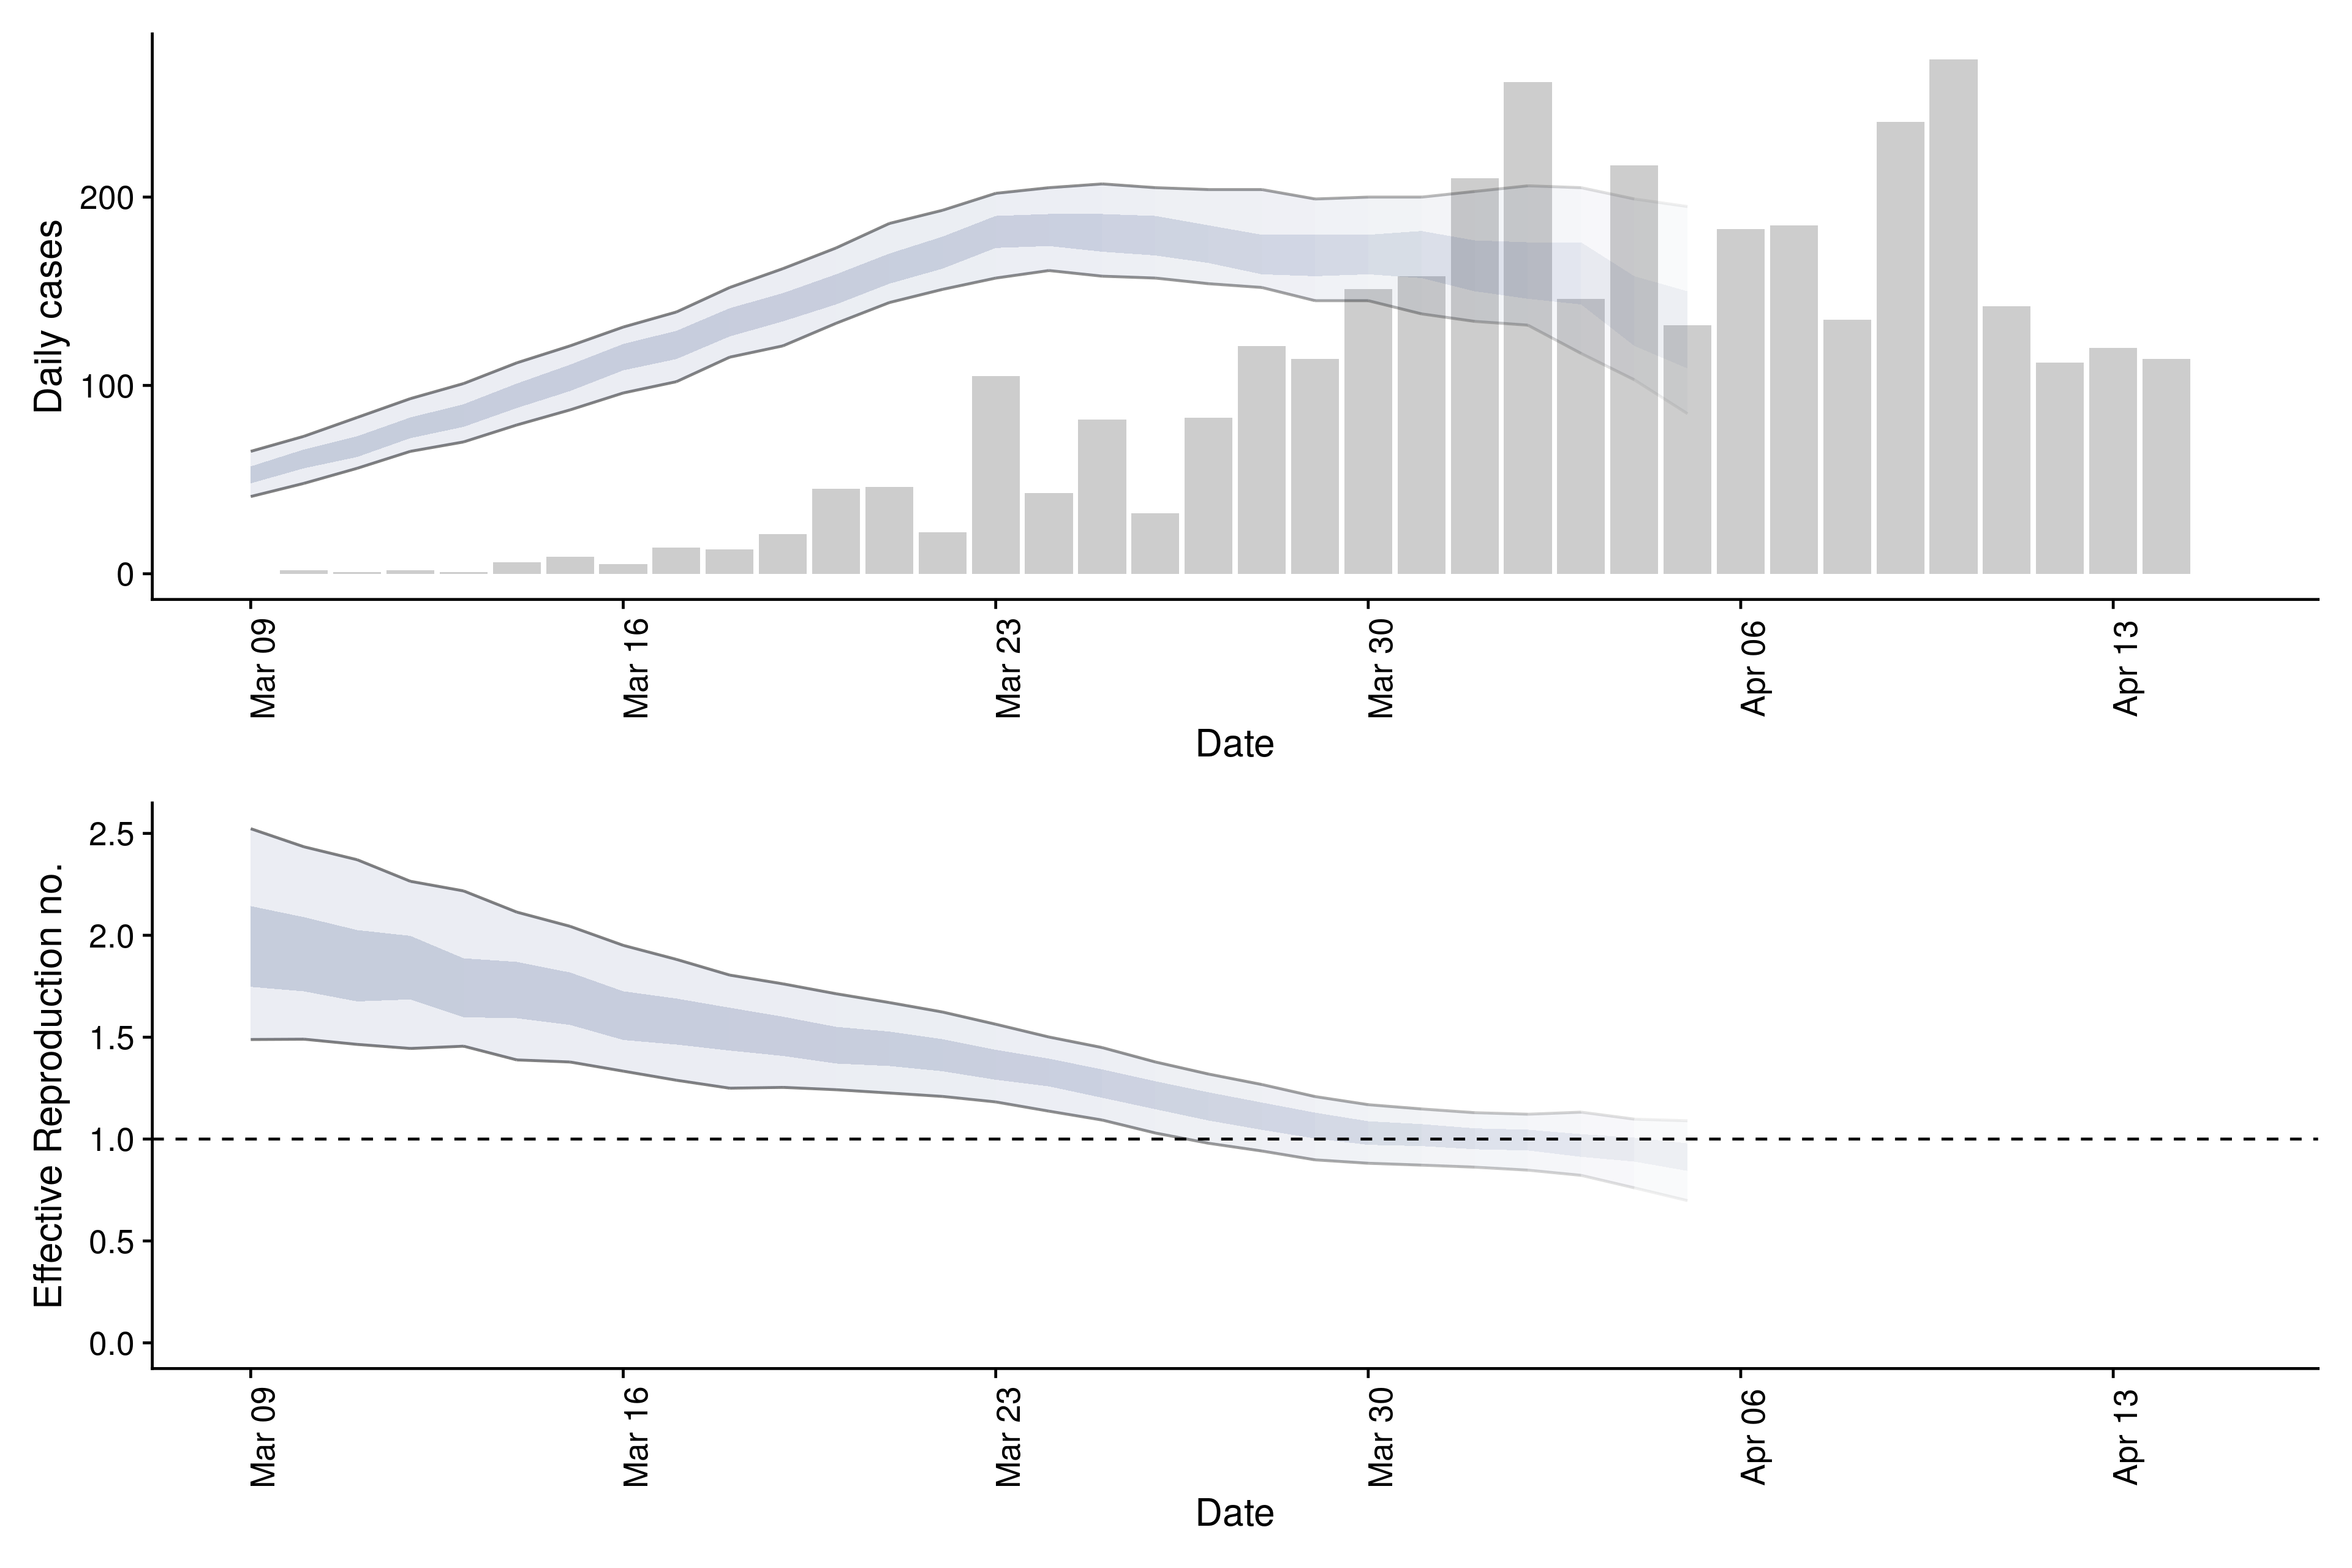 Daily cases
200
100
0
Mar 09
Mar 16
Mar 23
Mar 30
Apr 06
Apr 13
Date
Effective Reproduction no.
2.5
2.0
1.5
1.0
0.5
0.0
Mar 09
Mar 16
Mar 23
Mar 30
Apr 06
Apr 13
Date